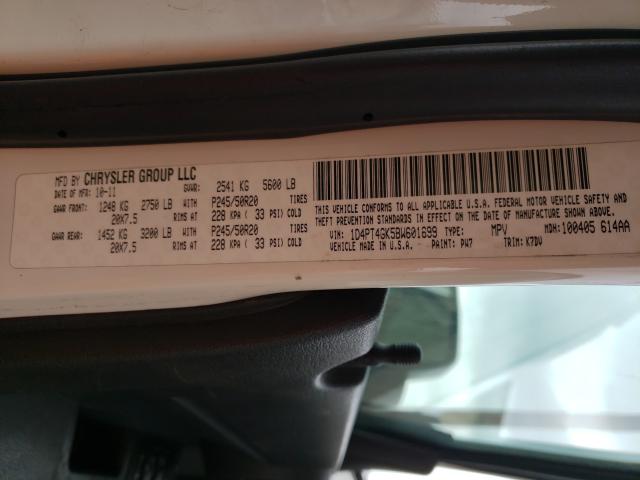 MFD BY CHRYSLER GROUP LLC
DATE OF MFR: 10-11 GVWR: 2541 KG 5600 LB
GAWR FRONT: 1248 KG 2750 LB WITH P245/50R20 TIRES
20X7.5 RIMS AT 228 KPA ( 33 PSI) COLD
GAWR REAR: 1452 KG 3200 LB WITH P245/50R20 TIRES
20X7.5 RIMS AT 228 KPA ( 33 PSI) COLD
THIS VEHICLE CONFORMS TO ALL APPLICABLE U.S.A. FEDERAL MOTOR VEHICLE SAFETY AND
THEFT PREVENTION STANDARDS IN EFFECT ON THE DATE OF MANUFACTURE SHOWN ABOVE.
VIN: 1D4PT4GK5BW601699 TYPE: MPV MDH: 100405 614AA
VEHICLE MADE IN U.S.A. PAINT: PW7 TRIM: K7DV